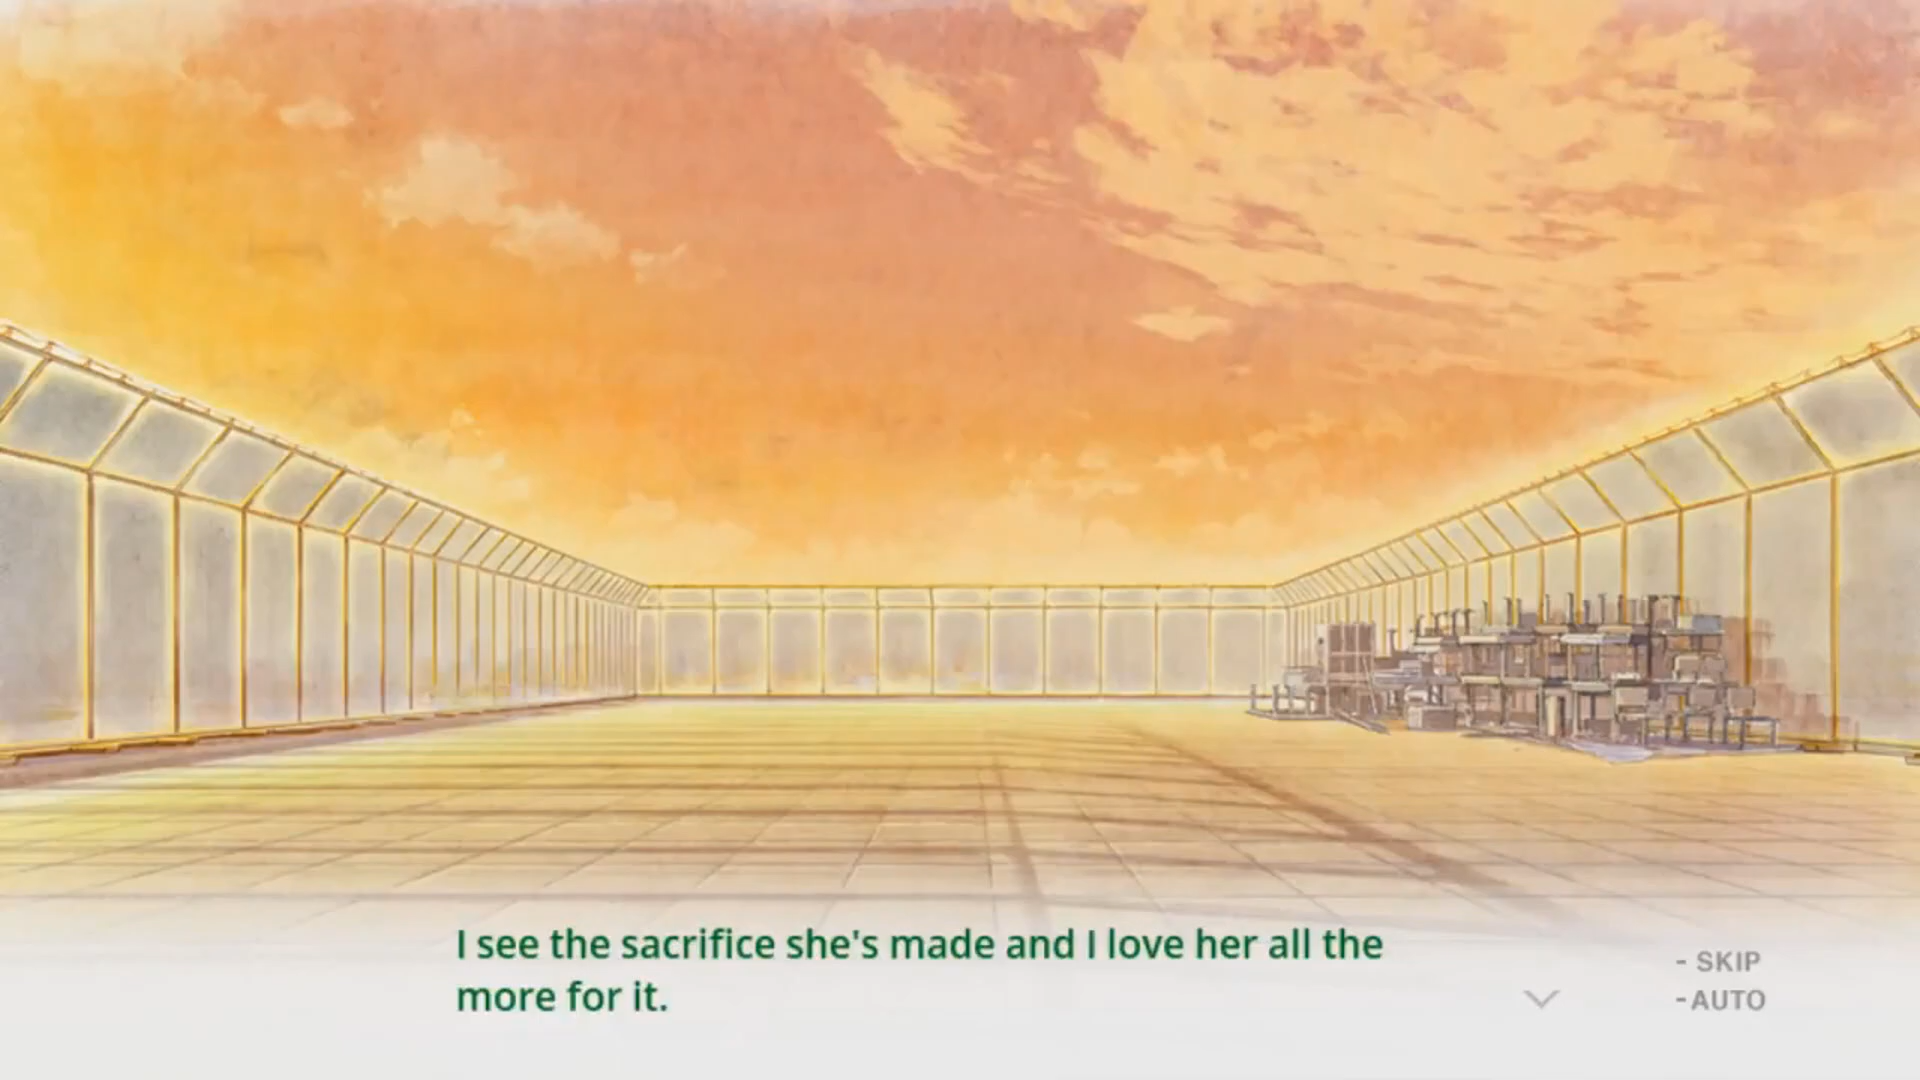 I see the sacrifice she's made and I love her all the
more for it.
- SKIP
-AUTO